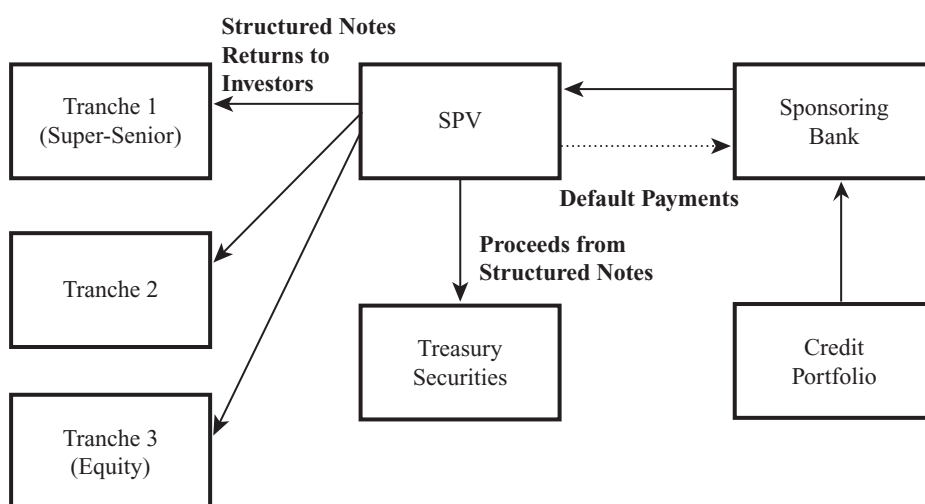 Structured Notes
Returns to
Investors
Tranche 1
(Super-Senior)
SPV
Sponsoring
Bank
Default Payments
Proceeds from
Structured Notes
Tranche 2
Treasury
Securities
Credit
Portfolio
Tranche 3
(Equity)